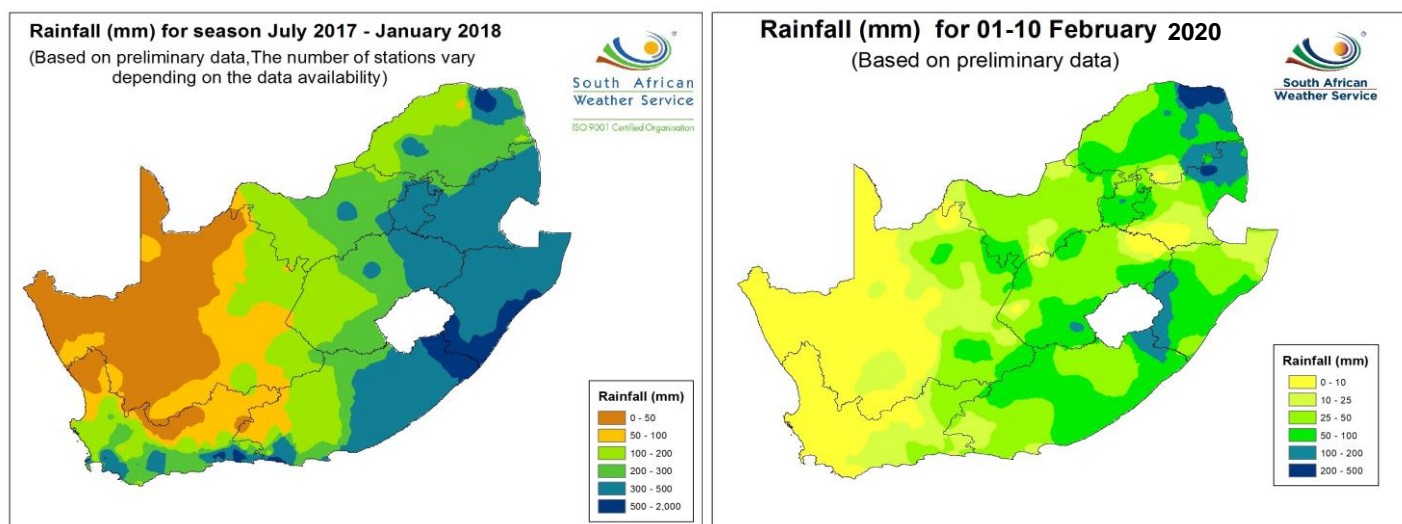 Rainfall (mm) for season July 2017 - January 2018
(Based on preliminary data,The number of stations vary
depending on the data availability)
South African
Weather Service
ISO 9001 Certified Organisation
Rainfall (mm)
0 - 50
50 - 100
100 - 200
200 - 300
300 - 500
500 - 2,000
Rainfall (mm) for 01-10 February 2020
(Based on preliminary data)
South African
Weather Service
Rainfall (mm)
0 - 10
10 - 25
25 - 50
50 - 100
100 - 200
200 - 500